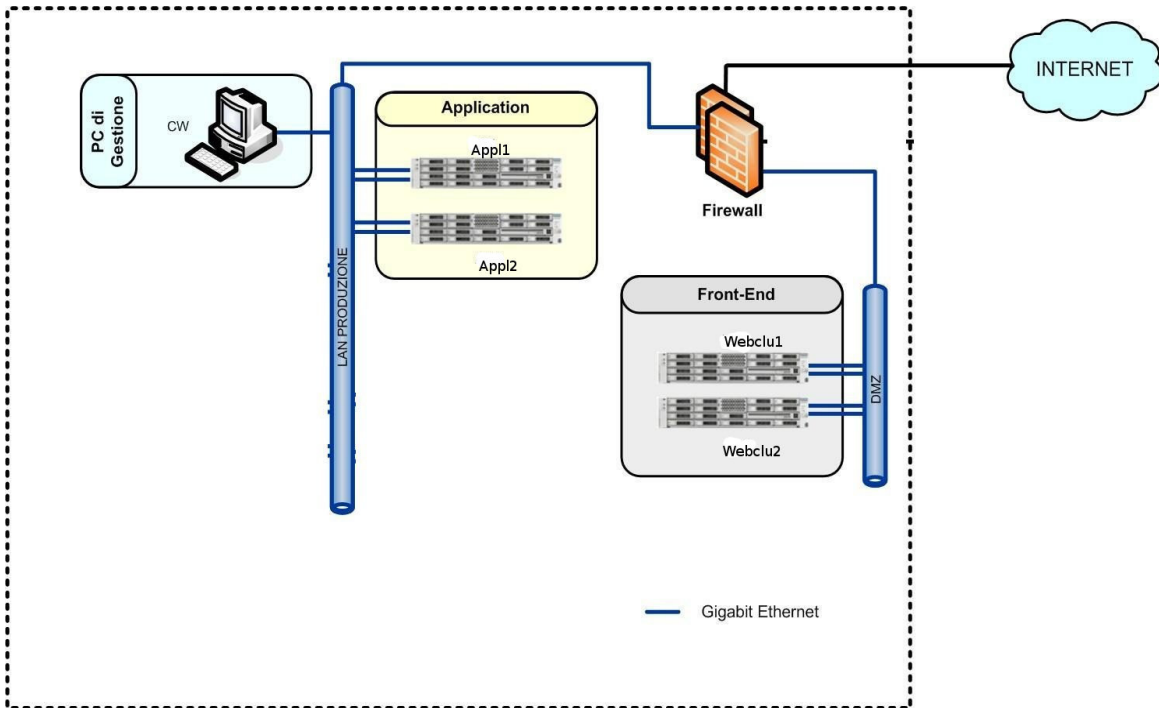 INTERNET
PC di
Gestione
CW
Application
Appl1
Appl2
LAN PRODUZIONE
Firewall
Front-End
Webclu1
Webclu2
DMZ
Gigabit Ethernet